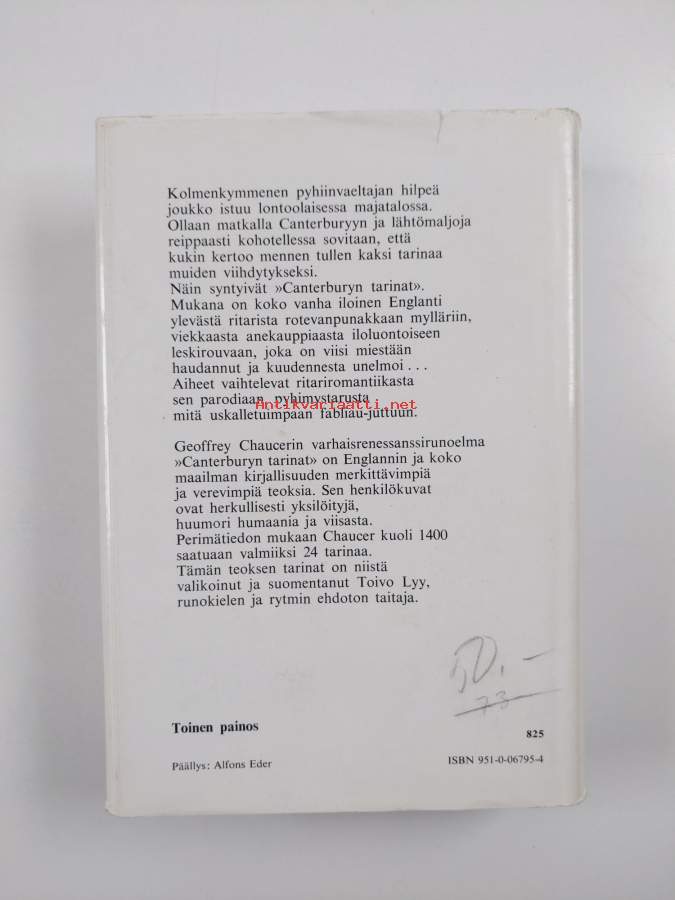 Kolmenkymmenen pyhiinvaeltajan hilpeä
joukko istuu lontoolaisessa majatalossa.
Ollaan matkalla Canterburyyn ja lähtömaljoja
reippaasti kohotellessa sovitaan, että
kukin kertoo mennen tullen kaksi tarinaa
muiden viihdytykseksi.
Näin syntyivät »Canterburyn tarinat».
Mukana on koko vanha iloinen Englanti
ylevästä ritarista rotevanpunakkaan mylläriin,
viekkaasta anekauppiaasta iloluontoiseen
leskirouvaan, joka on viisi miestään
haudannut ja kuudennesta unelmoi...
Aiheet vaihtelevat ritariromantiikasta
sen parodiaan, pyhimystarusta
Antikvariaatti.net
mitä uskalletuimpaan fabliau-juttuun.
Geoffrey Chaucerin varhaisrenessanssirunoelma
»Canterburyn tarinat» on Englannin ja koko
maailman kirjallisuuden merkittävimpiä
ja verevimpiä teoksia. Sen henkilökuvat
ovat herkullisesti yksilöityjä,
huumori humaania ja viisasta.
Perimätiedon mukaan Chaucer kuoli 1400
saatuaan valmiiksi 24 tarinaa.
Tämän teoksen tarinat on niistä
valikoinut ja suomentanut Toivo Lyy,
runokielen ja rytmin ehdoton taitaja.
73
Toinen painos
825
Päällys: Alfons Eder
ISBN 951-0-06795-4